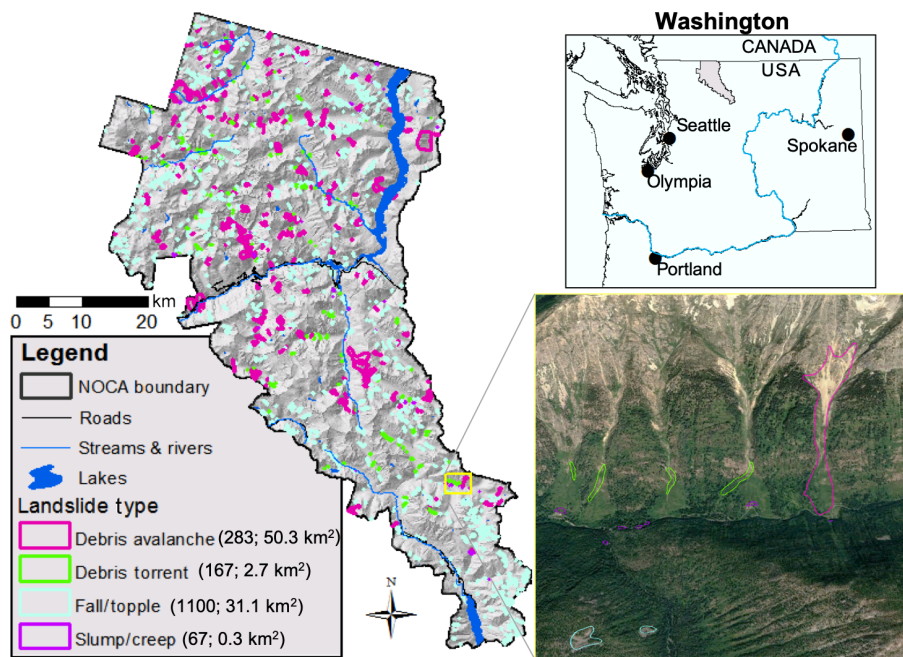 Washington
CANADA
USA
Seattle
Spokane
Olympia
Portland
km
0 5 10 20
Legend
NOCA boundary
Roads
Streams & rivers
Lakes
Landslide type
Debris avalanche (283; 50.3 km²)
Debris torrent (167; 2.7 km²)
Fall/topple (1100; 31.1 km²)
Slump/creep (67; 0.3 km²)
N